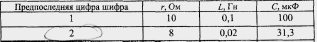 Предпоследняя цифра шифра r, Ом L, Гн C, мкФ
1 10 0,1 100
2 8 0,02 31,3